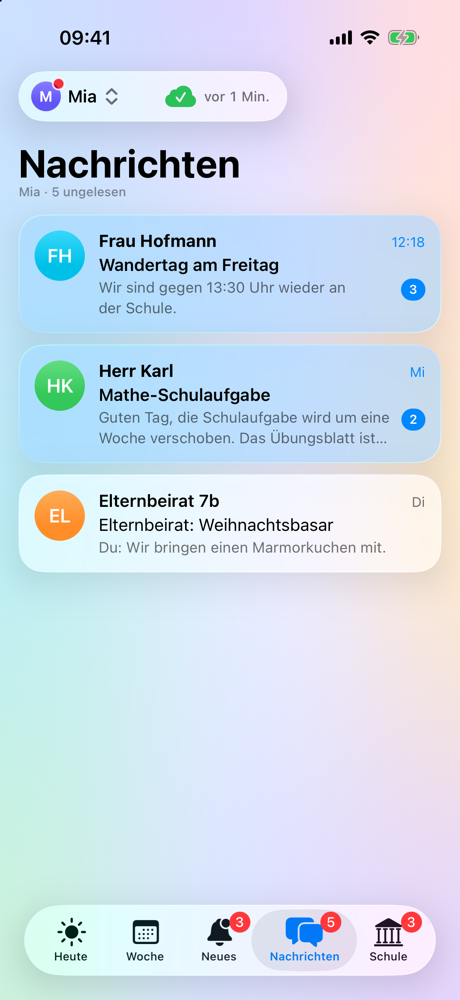 09:41
M Mia vor 1 Min.
Nachrichten
Mia · 5 ungelesen
FH Frau Hofmann 12:18
Wandertag am Freitag
Wir sind gegen 13:30 Uhr wieder an
der Schule.
3
HK Herr Karl Mi
Mathe-Schulaufgabe
Guten Tag, die Schulaufgabe wird um eine
Woche verschoben. Das Übungsblatt ist...
2
EL Elternbeirat 7b Di
Elternbeirat: Weihnachtsbasar
Du: Wir bringen einen Marmorkuchen mit.
3 5 3
Heute Woche Neues Nachrichten Schule